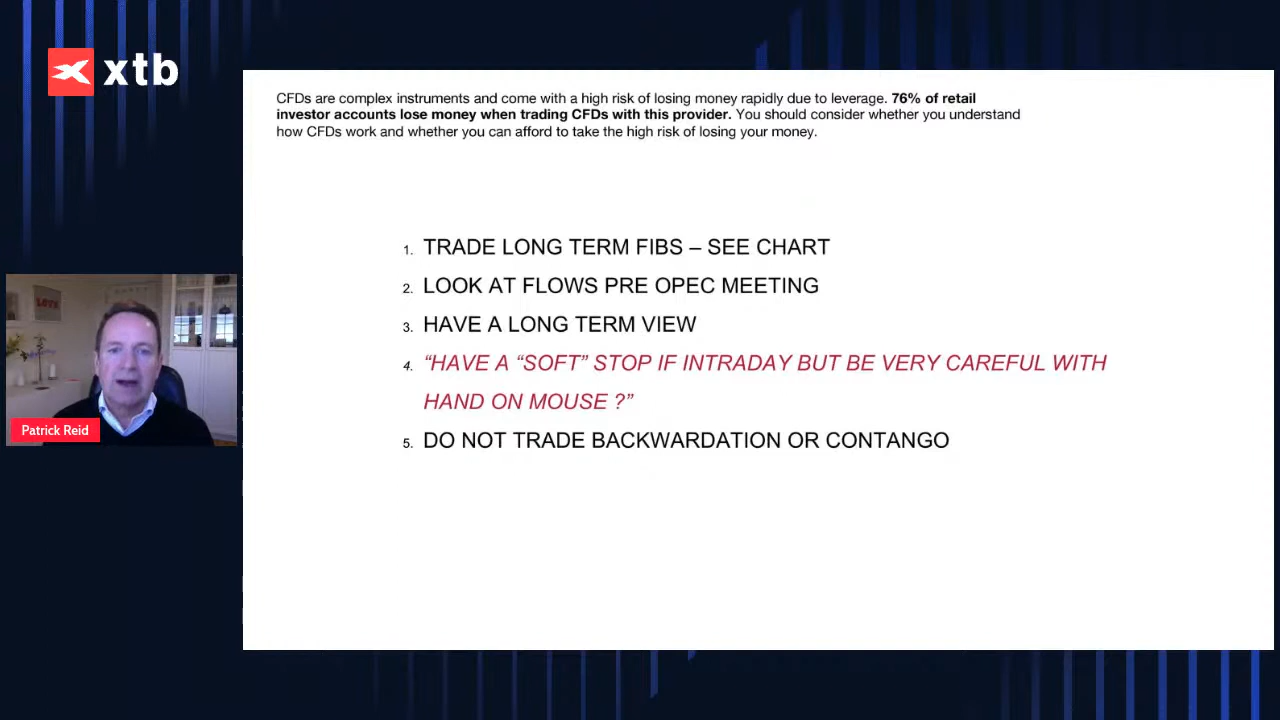 xtb
CFDs are complex instruments and come with a high risk of losing money rapidly due to leverage. 76% of retail
investor accounts lose money when trading CFDs with this provider. You should consider whether you understand
how CFDs work and whether you can afford to take the high risk of losing your money.
1. TRADE LONG TERM FIBS – SEE CHART
2. LOOK AT FLOWS PRE OPEC MEETING
3. HAVE A LONG TERM VIEW
4. “HAVE A “SOFT” STOP IF INTRADAY BUT BE VERY CAREFUL WITH
HAND ON MOUSE ?”
5. DO NOT TRADE BACKWARDATION OR CONTANGO
LOVE
Patrick Reid